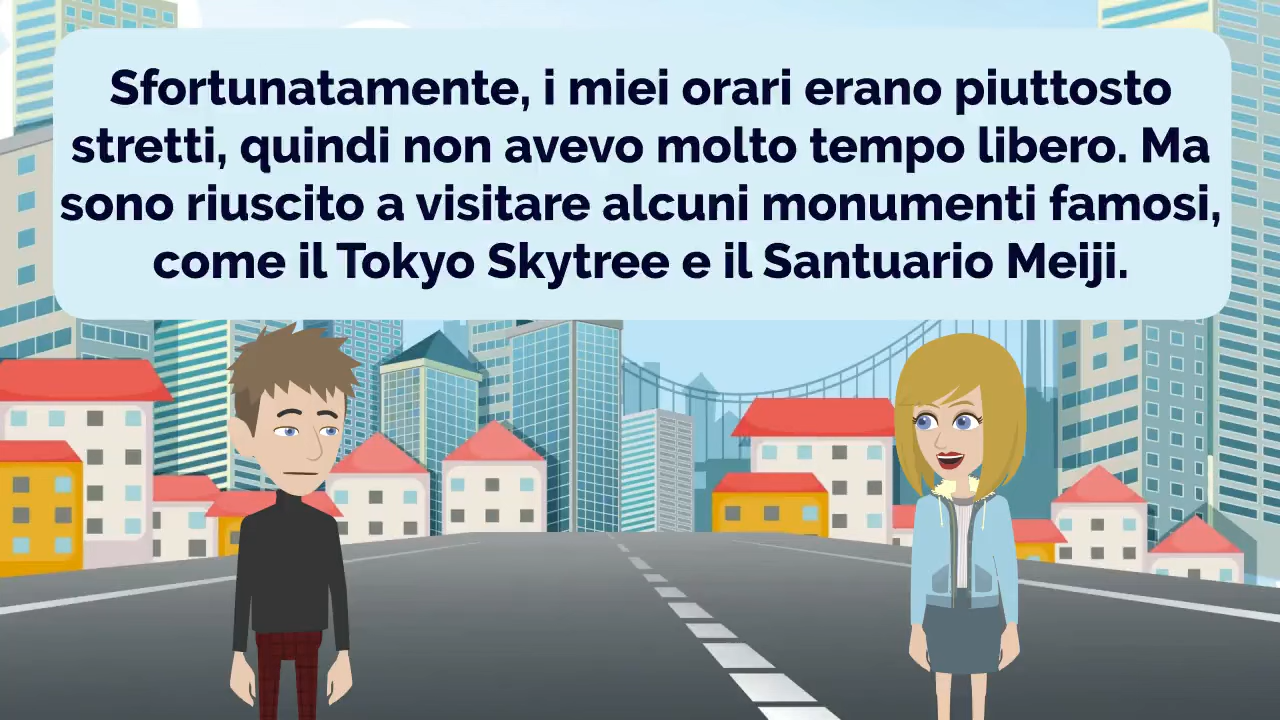 Sfortunatamente, i miei orari erano piuttosto
stretti, quindi non avevo molto tempo libero. Ma
sono riuscito a visitare alcuni monumenti famosi,
come il Tokyo Skytree e il Santuario Meiji.